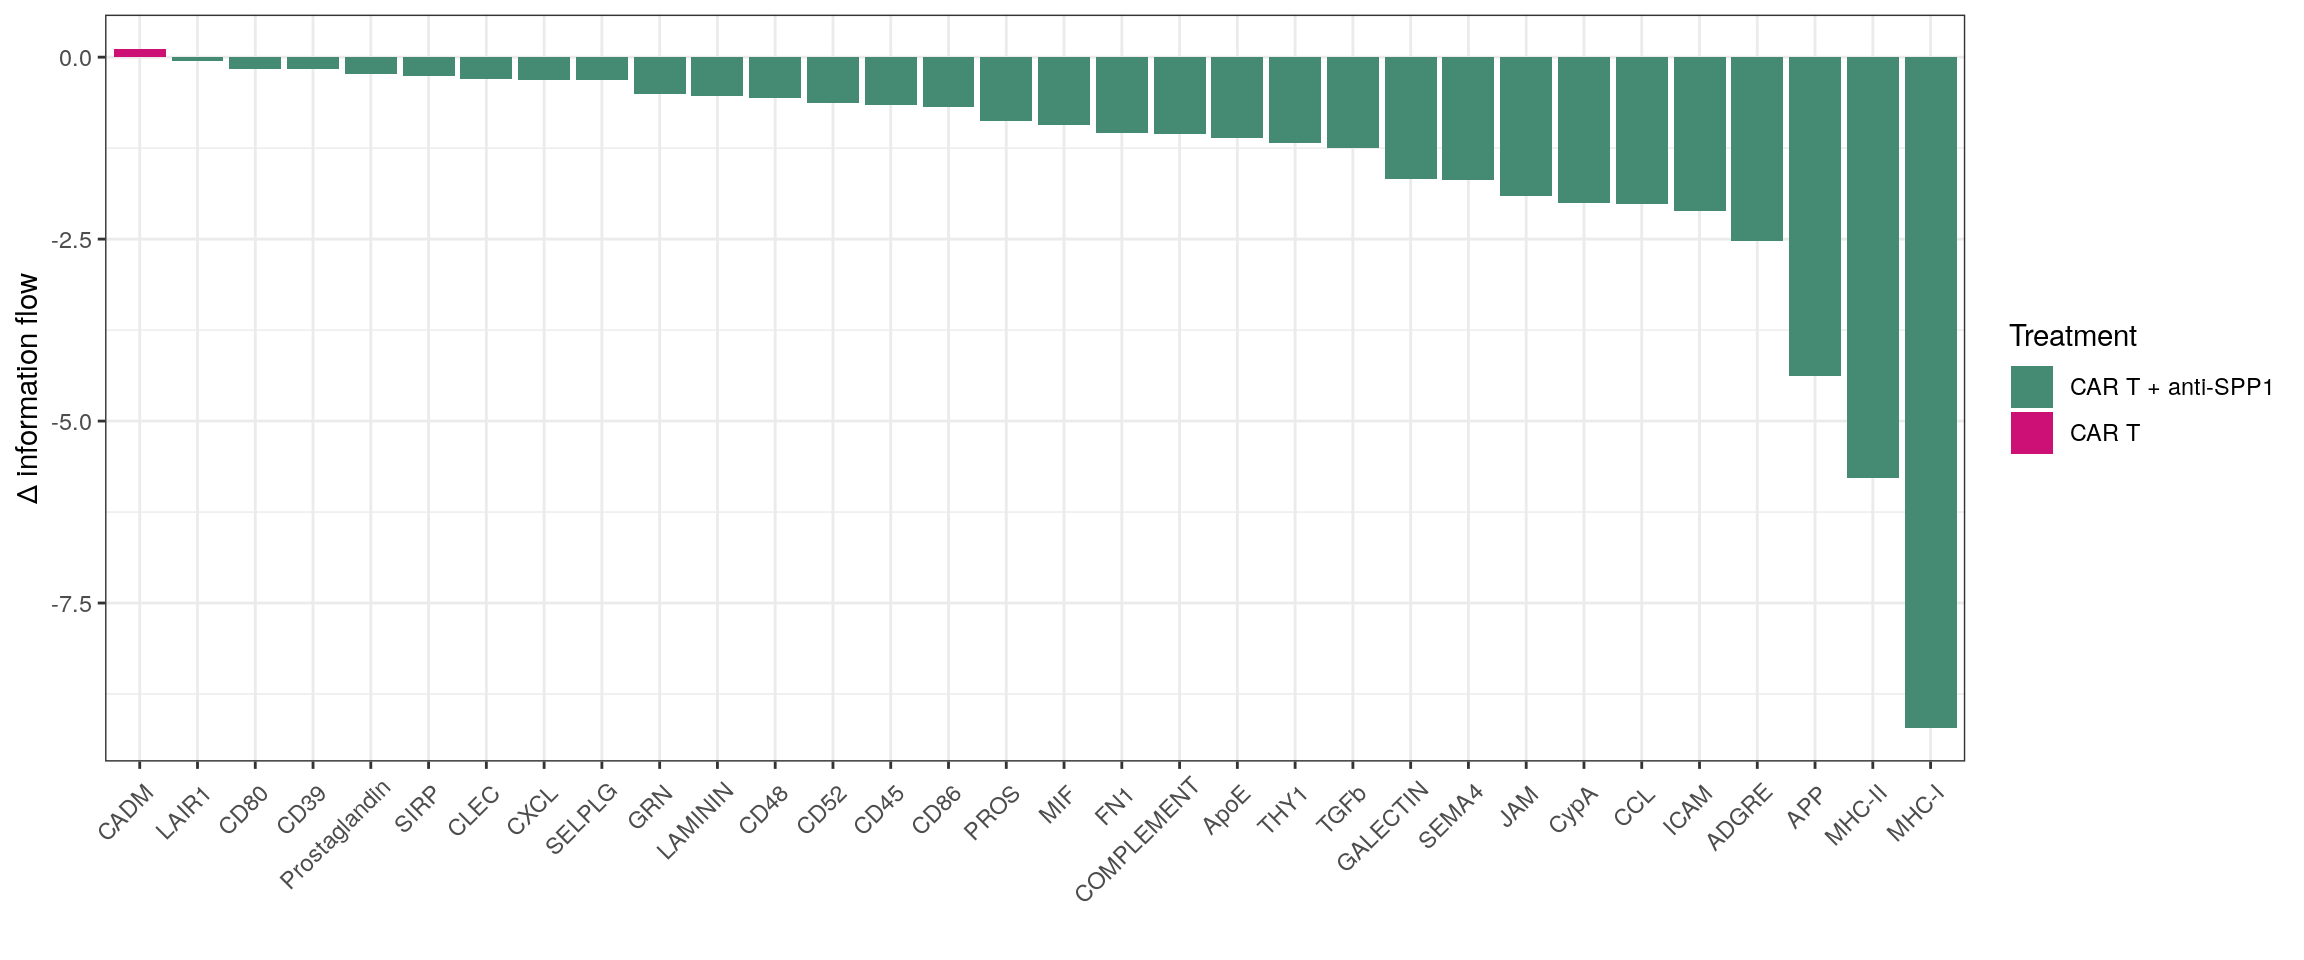 0.0
-2.5
-5.0
-7.5
Δ information flow
CADM
LAIR1
CD80
CD39
Prostaglandin
SIRP
CLEC
CXCL
SELPLG
GRN
LAMININ
CD48
CD52
CD45
CD86
PROS
MIF
FN1
COMPLEMENT
ApoE
THY1
TGFb
GALECTIN
SEMA4
JAM
CypA
CCL
ICAM
ADGRE
APP
MHC-II
MHC-I
Treatment
CAR T + anti-SPP1
CAR T